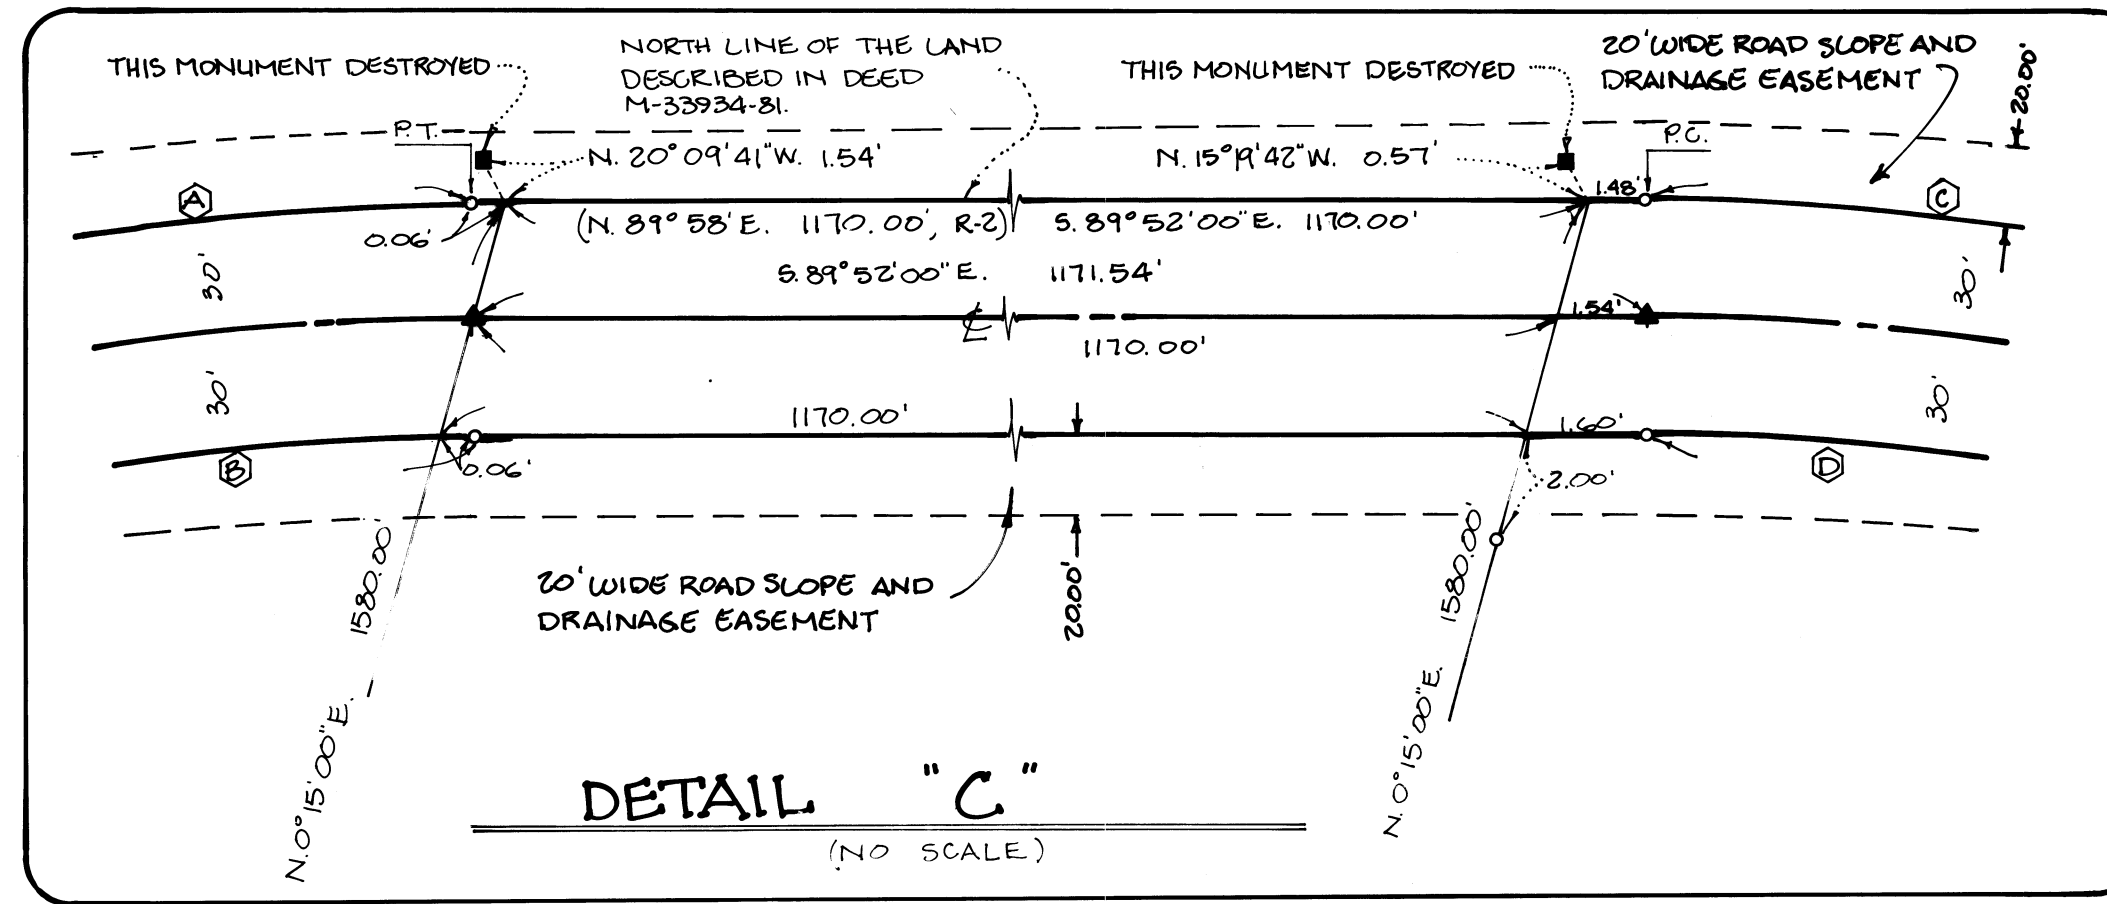 THIS MONUMENT DESTROYED
NORTH LINE OF THE LAND
DESCRIBED IN DEED
M-33934-81.
THIS MONUMENT DESTROYED
20' WIDE ROAD SLOPE AND
DRAINAGE EASEMENT
20.00'
P.T.
N. 20° 09' 41" W. 1.54'
N. 15° 19' 42" W. 0.57'
P.C.
A
1.48'
C
0.06'
(N. 89° 58' E. 1170.00', R-2)
S. 89° 52' 00" E. 1170.00'
30'
S. 89° 52' 00" E. 1171.54'
30'
1.54'
℄
1170.00'
30'
1170.00'
1.60'
30'
B
0.06'
D
2.00'
1580.00
1580.00'
20' WIDE ROAD SLOPE AND
DRAINAGE EASEMENT
20.00'
N. 0° 15' 00" E.
N. 0° 15' 00" E.
DETAIL "C"
(NO SCALE)